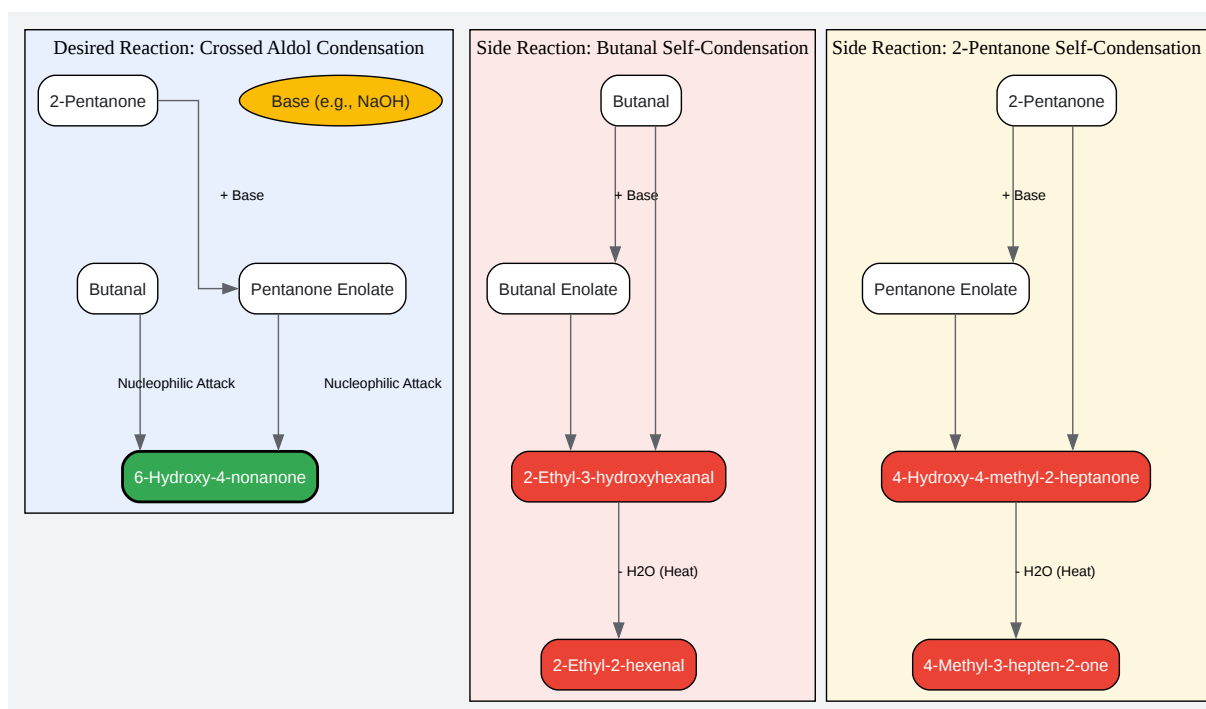 Desired Reaction: Crossed Aldol Condensation
2-Pentanone
Base (e.g., NaOH)
+ Base
Butanal
Pentanone Enolate
Nucleophilic Attack
Nucleophilic Attack
6-Hydroxy-4-nonanone
Side Reaction: Butanal Self-Condensation
Butanal
+ Base
Butanal Enolate
2-Ethyl-3-hydroxyhexanal
- H2O (Heat)
2-Ethyl-2-hexenal
Side Reaction: 2-Pentanone Self-Condensation
2-Pentanone
+ Base
Pentanone Enolate
4-Hydroxy-4-methyl-2-heptanone
- H2O (Heat)
4-Methyl-3-hepten-2-one